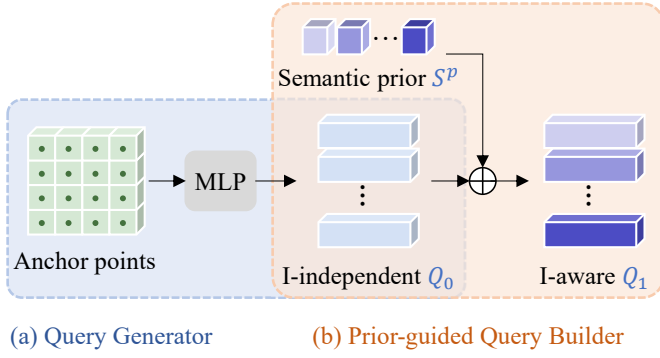 Semantic prior S^p
MLP
Anchor points
I-independent Q_0
I-aware Q_1
(a) Query Generator
(b) Prior-guided Query Builder